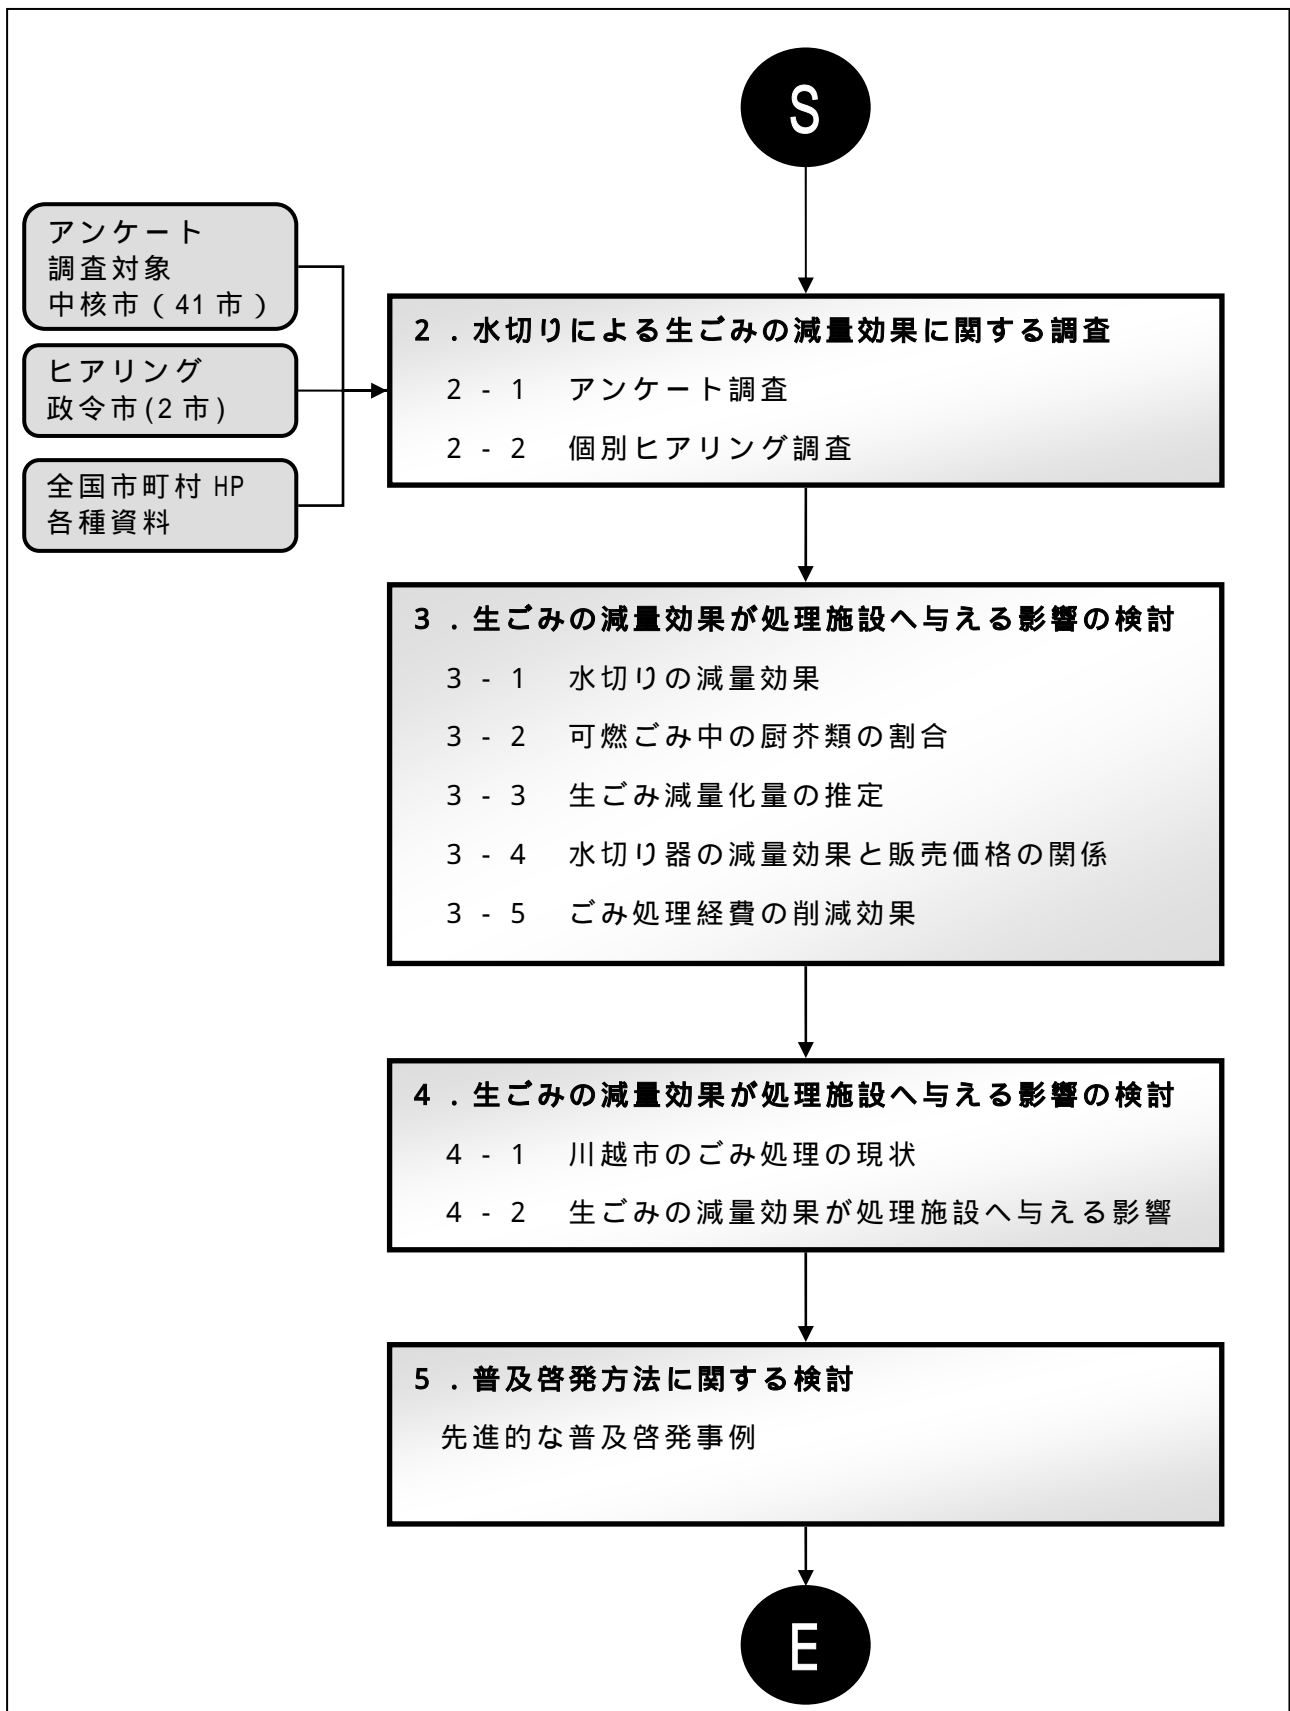 S
アンケート
調査対象
中核市（41市）
ヒアリング
政令市(2市)
全国市町村 HP
各種資料
2．水切りによる生ごみの減量効果に関する調査
2-1 アンケート調査
2-2 個別ヒアリング調査
3．生ごみの減量効果が処理施設へ与える影響の検討
3-1 水切りの減量効果
3-2 可燃ごみ中の厨芥類の割合
3-3 生ごみ減量化量の推定
3-4 水切り器の減量効果と販売価格の関係
3-5 ごみ処理経費の削減効果
4．生ごみの減量効果が処理施設へ与える影響の検討
4-1 川越市のごみ処理の現状
4-2 生ごみの減量効果が処理施設へ与える影響
5．普及啓発方法に関する検討
先進的な普及啓発事例
E